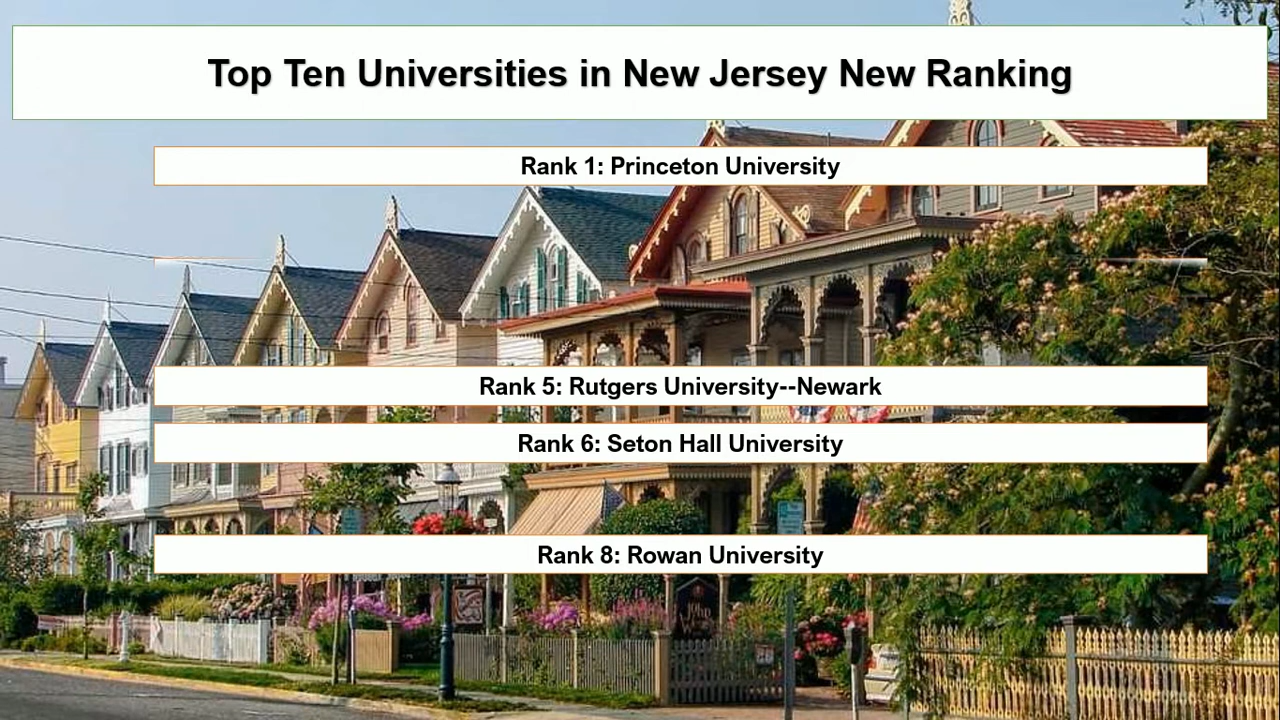 Top Ten Universities in New Jersey New Ranking
Rank 1: Princeton University
Rank 5: Rutgers University--Newark
Rank 6: Seton Hall University
Rank 8: Rowan University